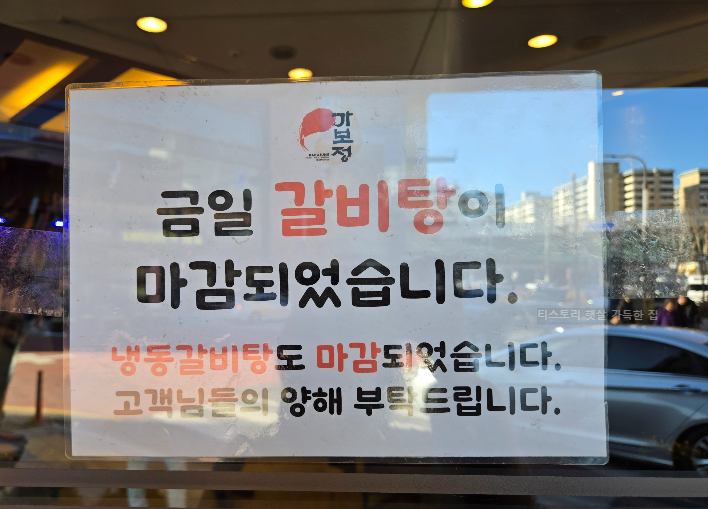 가보정
금일 갈비탕이
마감되었습니다.
티스토리 햇살 가득한 집
냉동갈비탕도 마감되었습니다.
고객님들의 양해 부탁드립니다.